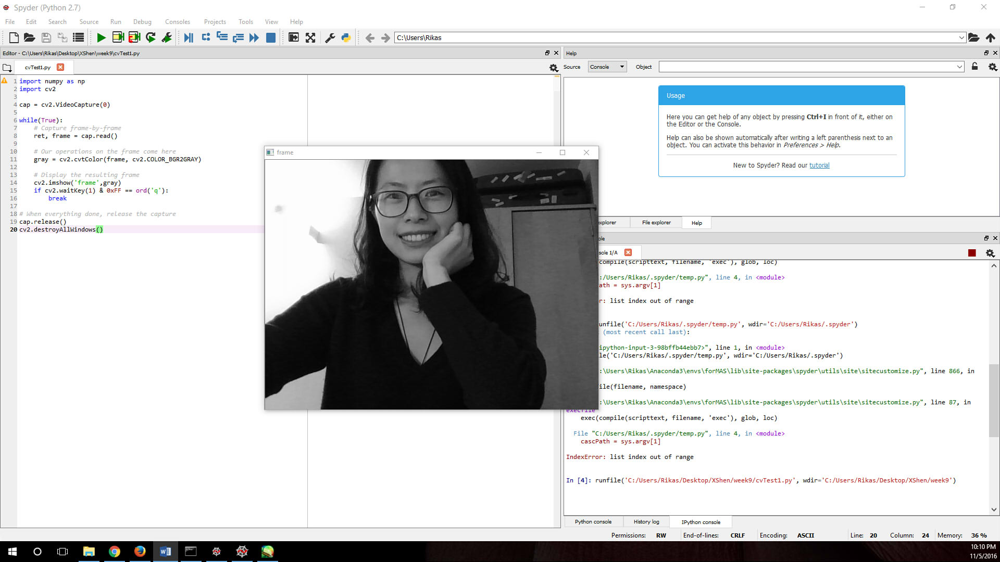 Spyder (Python 2.7)
File Edit Search Source Run Debug Consoles Projects Tools View Help
C:\Users\Rikas
Editor - C:\Users\Rikas\Desktop\XShen\week9\cvTest1.py
cvTest1.py
1 import numpy as np
2 import cv2
3
4 cap = cv2.VideoCapture(0)
5
6 while(True):
7 # Capture frame-by-frame
8 ret, frame = cap.read()
9
10 # Our operations on the frame come here
11 gray = cv2.cvtColor(frame, cv2.COLOR_BGR2GRAY)
12
13 # Display the resulting frame
14 cv2.imshow('frame',gray)
15 if cv2.waitKey(1) & 0xFF == ord('q'):
16 break
17
18 # When everything done, release the capture
19 cap.release()
20 cv2.destroyAllWindows()
frame
Help
Source Console Object
Usage
Here you can get help of any object by pressing Ctrl+I in front of it, either on
the Editor or the Console.
Help can also be shown automatically after writing a left parenthesis next to an
object. You can activate this behavior in Preferences > Help.
New to Spyder? Read our tutorial
explorer File explorer Help
ole
sole 1/A
compile(scripttext, filename, 'exec'), glob, loc)
:/Users/Rikas/.spyder/temp.py", line 4, in <module>
ath = sys.argv[1]
r: list index out of range
unfile('C:/Users/Rikas/.spyder/temp.py', wdir='C:/Users/Rikas/.spyder')
(most recent call last):
ipython-input-3-98bffb44ebb7>", line 1, in <module>
le('C:/Users/Rikas/.spyder/temp.py', wdir='C:/Users/Rikas/.spyder')
:\Users\Rikas\Anaconda3\envs\forMAS\lib\site-packages\spyder\utils\site\sitecustomize.py", line 866, in
ile(filename, namespace)
:\Users\Rikas\Anaconda3\envs\forMAS\lib\site-packages\spyder\utils\site\sitecustomize.py", line 87, in
execfile
exec(compile(scripttext, filename, 'exec'), glob, loc)
File "C:/Users/Rikas/.spyder/temp.py", line 4, in <module>
cascPath = sys.argv[1]
IndexError: list index out of range
In [4]: runfile('C:/Users/Rikas/Desktop/XShen/week9/cvTest1.py', wdir='C:/Users/Rikas/Desktop/XShen/week9')
Python console History log IPython console
Permissions: RW End-of-lines: CRLF Encoding: ASCII Line: 20 Column: 24 Memory: 36 %
10:10 PM
11/5/2016